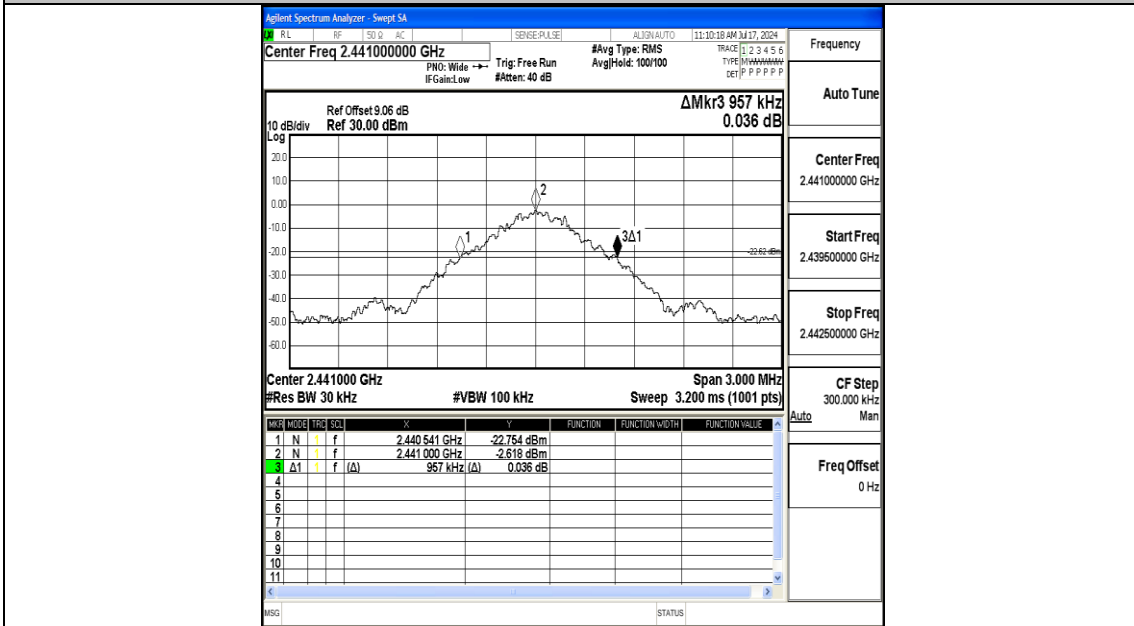 Agilent Spectrum Analyzer - Swept SA
RL RF 50 Ω AC SENSE:PULSE ALIGN AUTO 11:10:18 AM Jul 17, 2024
Center Freq 2.441000000 GHz
PNO: Wide
IFGain:Low
Trig: Free Run
#Atten: 40 dB
#Avg Type: RMS
Avg|Hold: 100/100
TRACE 1 2 3 4 5 6
TYPE M
DET P P P P P P
Frequency
Auto Tune
Center Freq
2.441000000 GHz
Start Freq
2.439500000 GHz
Stop Freq
2.442500000 GHz
CF Step
300.000 kHz
Auto Man
Freq Offset
0 Hz
Ref Offset 9.06 dB
10 dB/div Ref 30.00 dBm
Log
ΔMkr3 957 kHz
0.036 dB
20.0
10.0
0.00
-10.0
-20.0
-30.0
-40.0
-50.0
-60.0
1
2
3Δ1
-22.62 dBm
Center 2.441000 GHz Span 3.000 MHz
#Res BW 30 kHz #VBW 100 kHz Sweep 3.200 ms (1001 pts)
MKR MODE TRC SCL X Y FUNCTION FUNCTION WIDTH FUNCTION VALUE
1 N 1 f 2.440 541 GHz -22.754 dBm
2 N 1 f 2.441 000 GHz -2.618 dBm
3 Δ1 1 f (Δ) 957 kHz (Δ) 0.036 dB
4
5
6
7
8
9
10
11
MSG STATUS